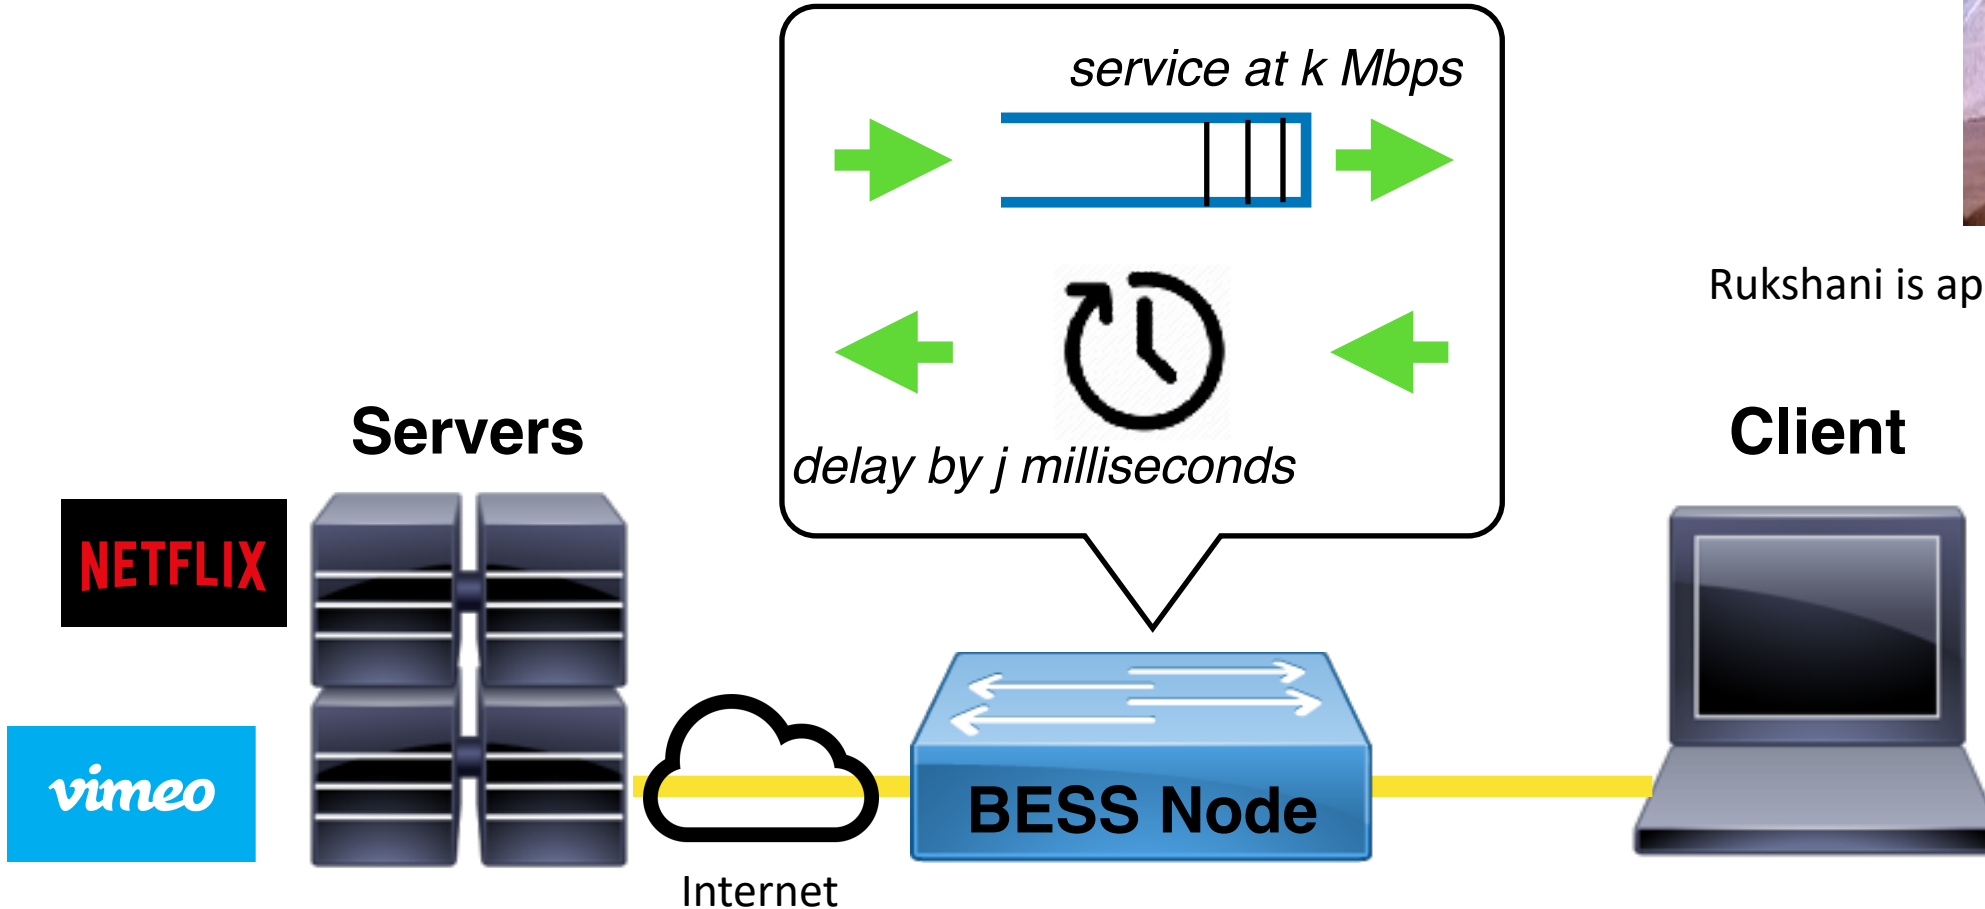 service at k Mbps
Rukshani is ap
delay by j milliseconds
Servers
Client
NETFLIX
vimeo
BESS Node
Internet